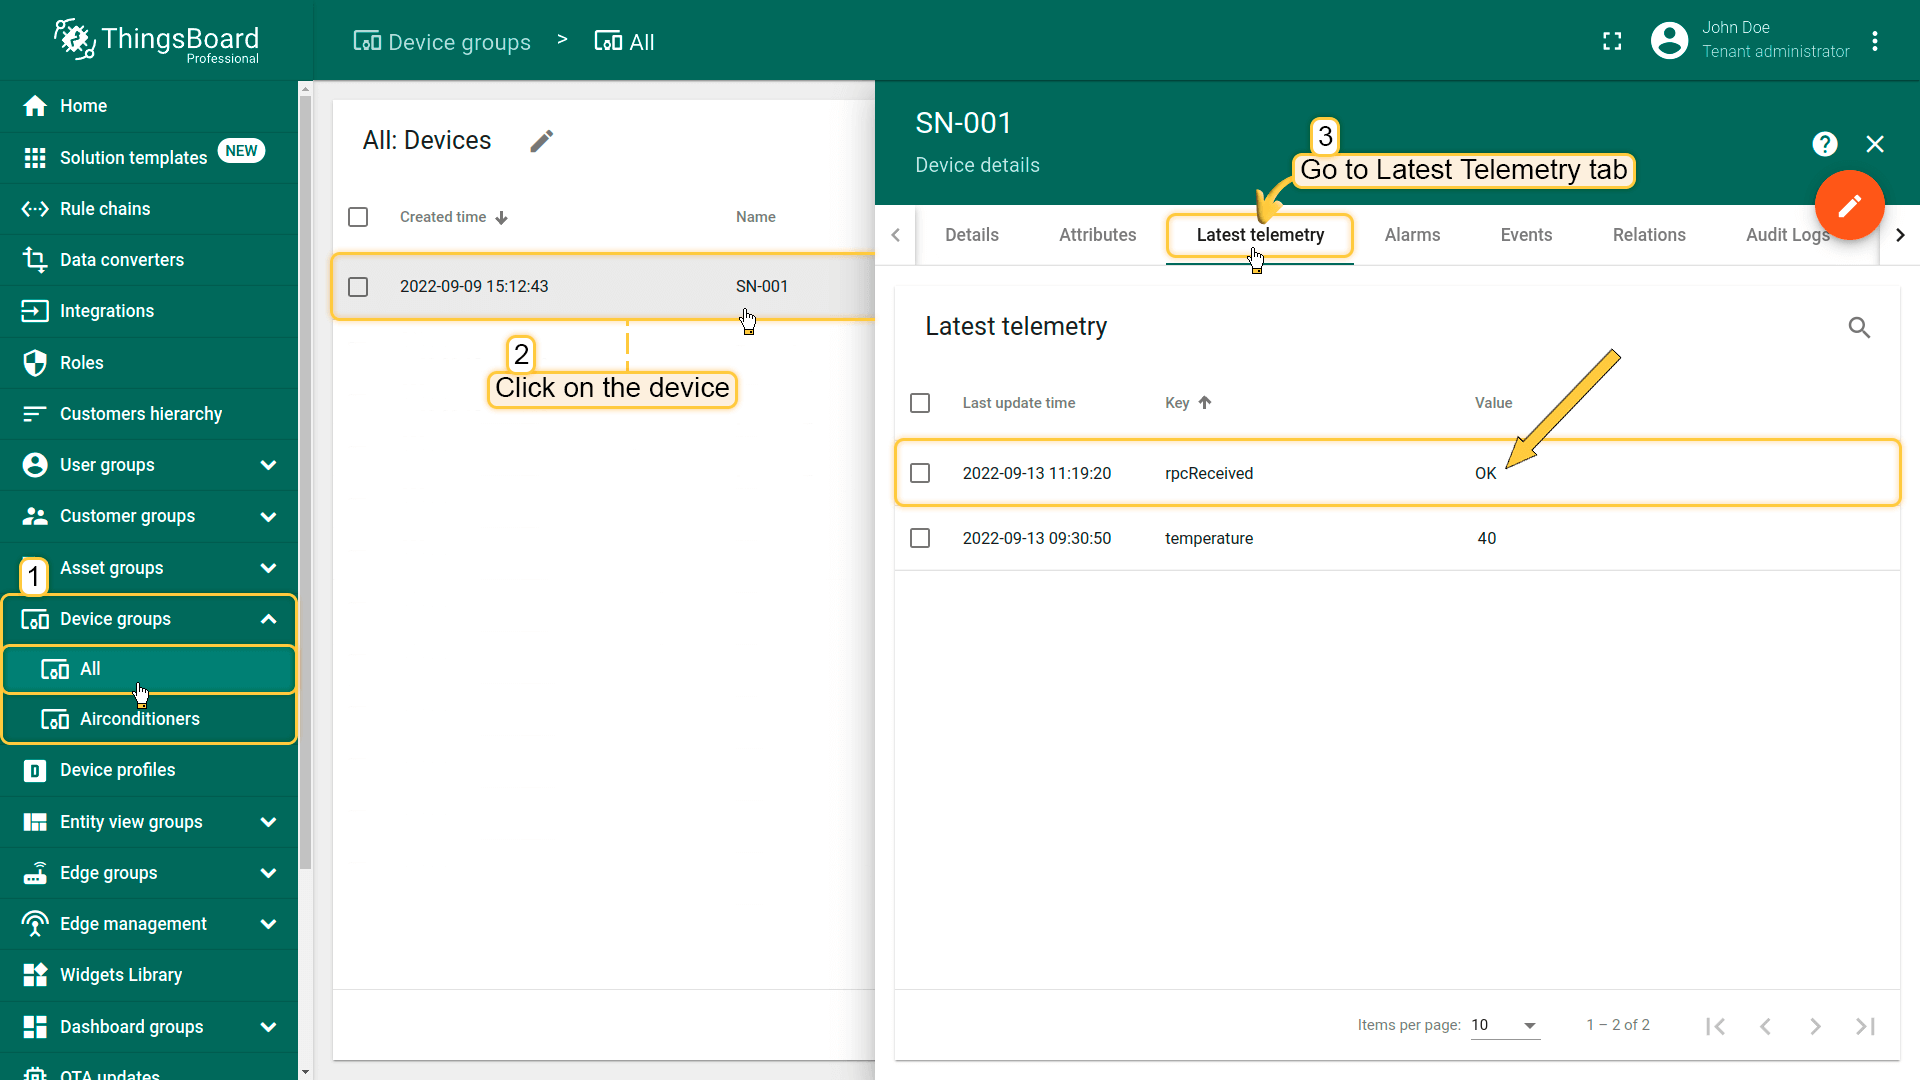 ThingsBoard
Professional
Device groups > All
John Doe
Tenant administrator
Home
Solution templates NEW
Rule chains
Data converters
Integrations
Roles
Customers hierarchy
User groups
Customer groups
Asset groups
1
Device groups
All
Airconditioners
Device profiles
Entity view groups
Edge groups
Edge management
Widgets Library
Dashboard groups
OTA updates
All: Devices
Created time Name
2022-09-09 15:12:43 SN-001
2
Click on the device
SN-001
Device details
3
Go to Latest Telemetry tab
Details Attributes Latest telemetry Alarms Events Relations Audit Logs
Latest telemetry
Last update time Key Value
2022-09-13 11:19:20 rpcReceived OK
2022-09-13 09:30:50 temperature 40
Items per page: 10 1 – 2 of 2